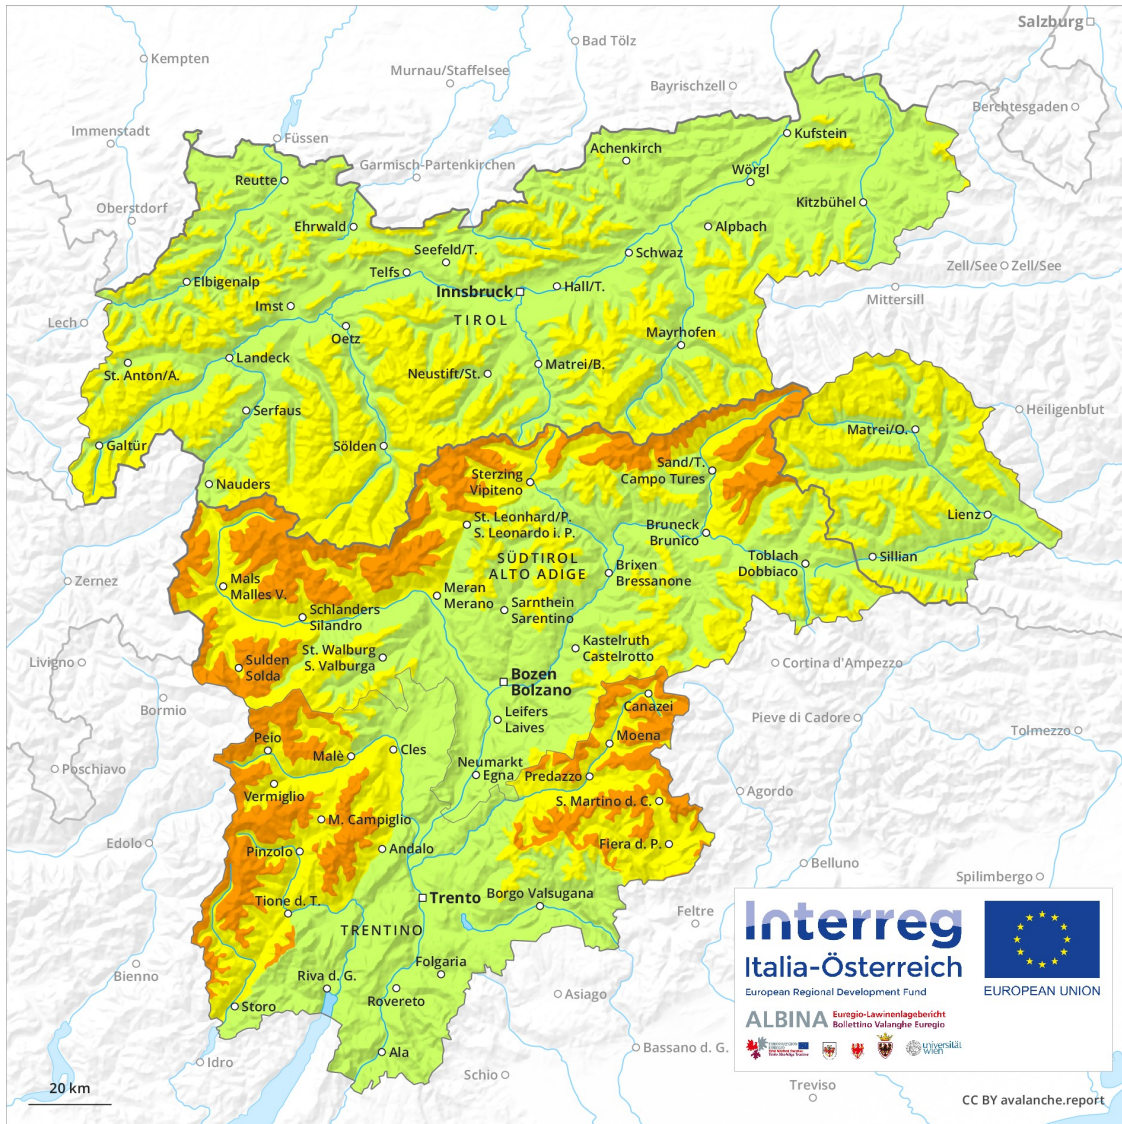 Salzburg
Bad Tölz
Kempten
Murnau/Staffelsee
Bayrischzell
Berchtesgaden
Immenstadt
Füssen
Kufstein
Achenkirch
Garmisch-Partenkirchen
Wörgl
Reutte
Oberstdorf
Kitzbühel
Ehrwald
Alpbach
Seefeld/T.
Schwaz
Telfs
Zell/See
Zell/See
Elbigenalp
Hall/T.
Innsbruck
Mittersill
Imst
TIROL
Lech
Mayrhofen
Oetz
Landeck
St. Anton/A.
Matrei/B.
Neustift/St.
Serfaus
Heiligenblut
Matrei/O.
Galtür
Sölden
Sand/T.
Campo Tures
Sterzing
Vipiteno
Nauders
Lienz
St. Leonhard/P.
S. Leonardo i. P.
Bruneck
Brunico
Toblach
Dobbiaco
Sillian
SÜDTIROL
ALTO ADIGE
Brixen
Bressanone
Zernez
Mals
Malles V.
Meran
Merano
Sarnthein
Sarentino
Schlanders
Silandro
Kastelruth
Castelrotto
St. Walburg
S. Valburga
Livigno
Sulden
Solda
Cortina d'Ampezzo
Bozen
Bolzano
Bormio
Canazei
Leifers
Laives
Pieve di Cadore
Tolmezzo
Peio
Moena
Malè
Cles
Neumarkt
Egna
Predazzo
Poschiavo
Vermiglio
Agordo
S. Martino d. C.
M. Campiglio
Edolo
Pinzolo
Andalo
Fiera d. P.
Belluno
Spilimbergo
Tione d. T.
Trento
Borgo Valsugana
Feltre
TRENTINO
Bienno
Folgaria
Riva d. G.
Rovereto
Storo
Asiago
Ala
Idro
Schio
Bassano d. G.
Treviso
20 km
Interreg
Italia-Österreich
European Regional Development Fund
EUROPEAN UNION
ALBINA
Euregio-Lawinenlagebericht
Bollettino Valanghe Euregio
universität
wien
CC BY avalanche.report